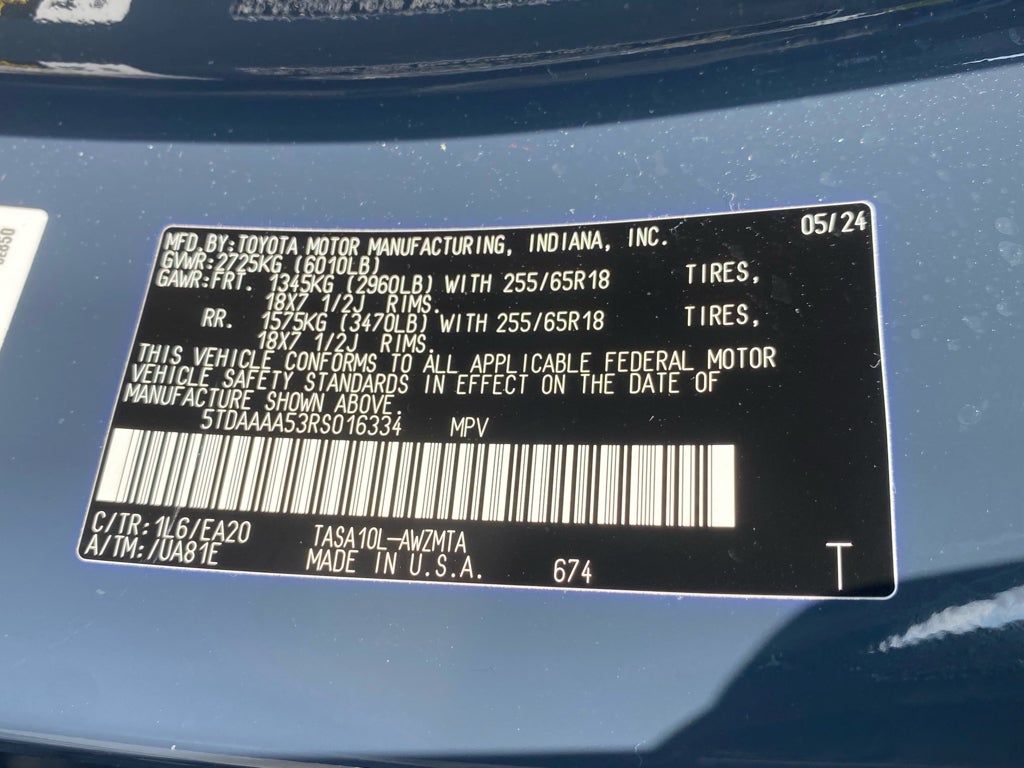 MFD.BY:TOYOTA MOTOR MANUFACTURING, INDIANA, INC. 05/24
GVWR:2725KG (6010LB)
GAWR:FRT. 1345KG (2960LB) WITH 255/65R18 TIRES,
18X7 1/2J RIMS.
RR. 1575KG (3470LB) WITH 255/65R18 TIRES,
18X7 1/2J RIMS.
THIS VEHICLE CONFORMS TO ALL APPLICABLE FEDERAL MOTOR
VEHICLE SAFETY STANDARDS IN EFFECT ON THE DATE OF
MANUFACTURE SHOWN ABOVE.
5TDAAAA53RS016334 MPV
C/TR: 1L6/EA20 TASA10L-AWZMTA
A/TM:/UA81E MADE IN U.S.A. 674 T